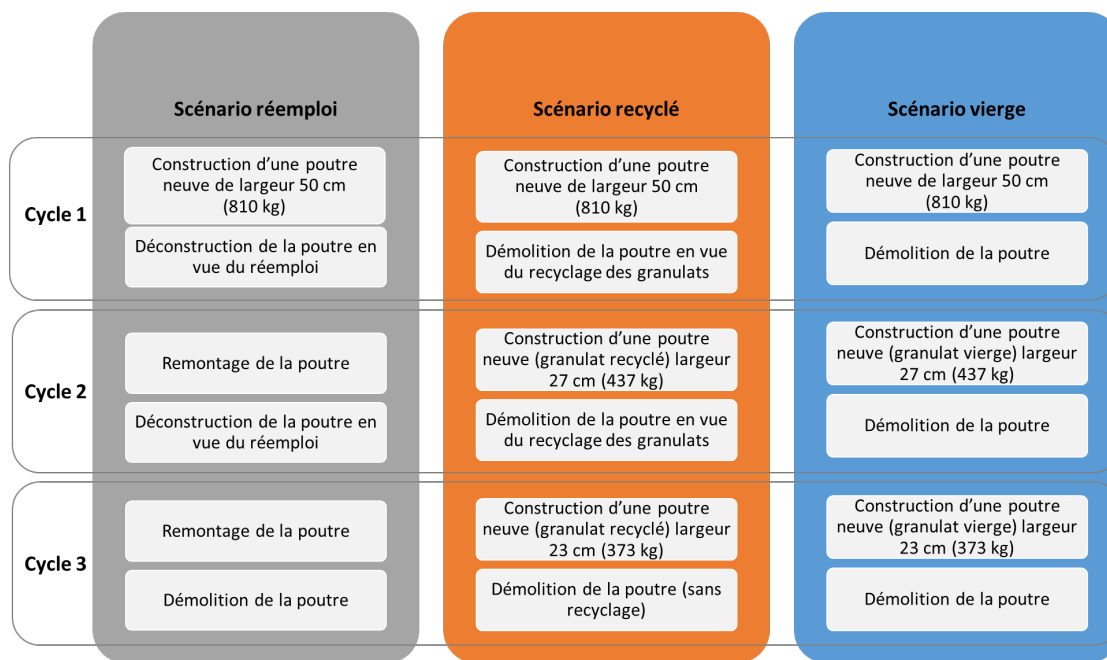 Scénario réemploi
Scénario recyclé
Scénario vierge
Cycle 1
Construction d’une poutre
neuve de largeur 50 cm
(810 kg)
Déconstruction de la poutre en
vue du réemploi
Construction d’une poutre
neuve de largeur 50 cm
(810 kg)
Démolition de la poutre en vue
du recyclage des granulats
Construction d’une poutre
neuve de largeur 50 cm
(810 kg)
Démolition de la poutre
Cycle 2
Remontage de la poutre
Déconstruction de la poutre en
vue du réemploi
Construction d’une poutre
neuve (granulat recyclé) largeur
27 cm (437 kg)
Démolition de la poutre en vue
du recyclage des granulats
Construction d’une poutre
neuve (granulat vierge) largeur
27 cm (437 kg)
Démolition de la poutre
Cycle 3
Remontage de la poutre
Démolition de la poutre
Construction d’une poutre
neuve (granulat recyclé) largeur
23 cm (373 kg)
Démolition de la poutre (sans
recyclage)
Construction d’une poutre
neuve (granulat vierge) largeur
23 cm (373 kg)
Démolition de la poutre